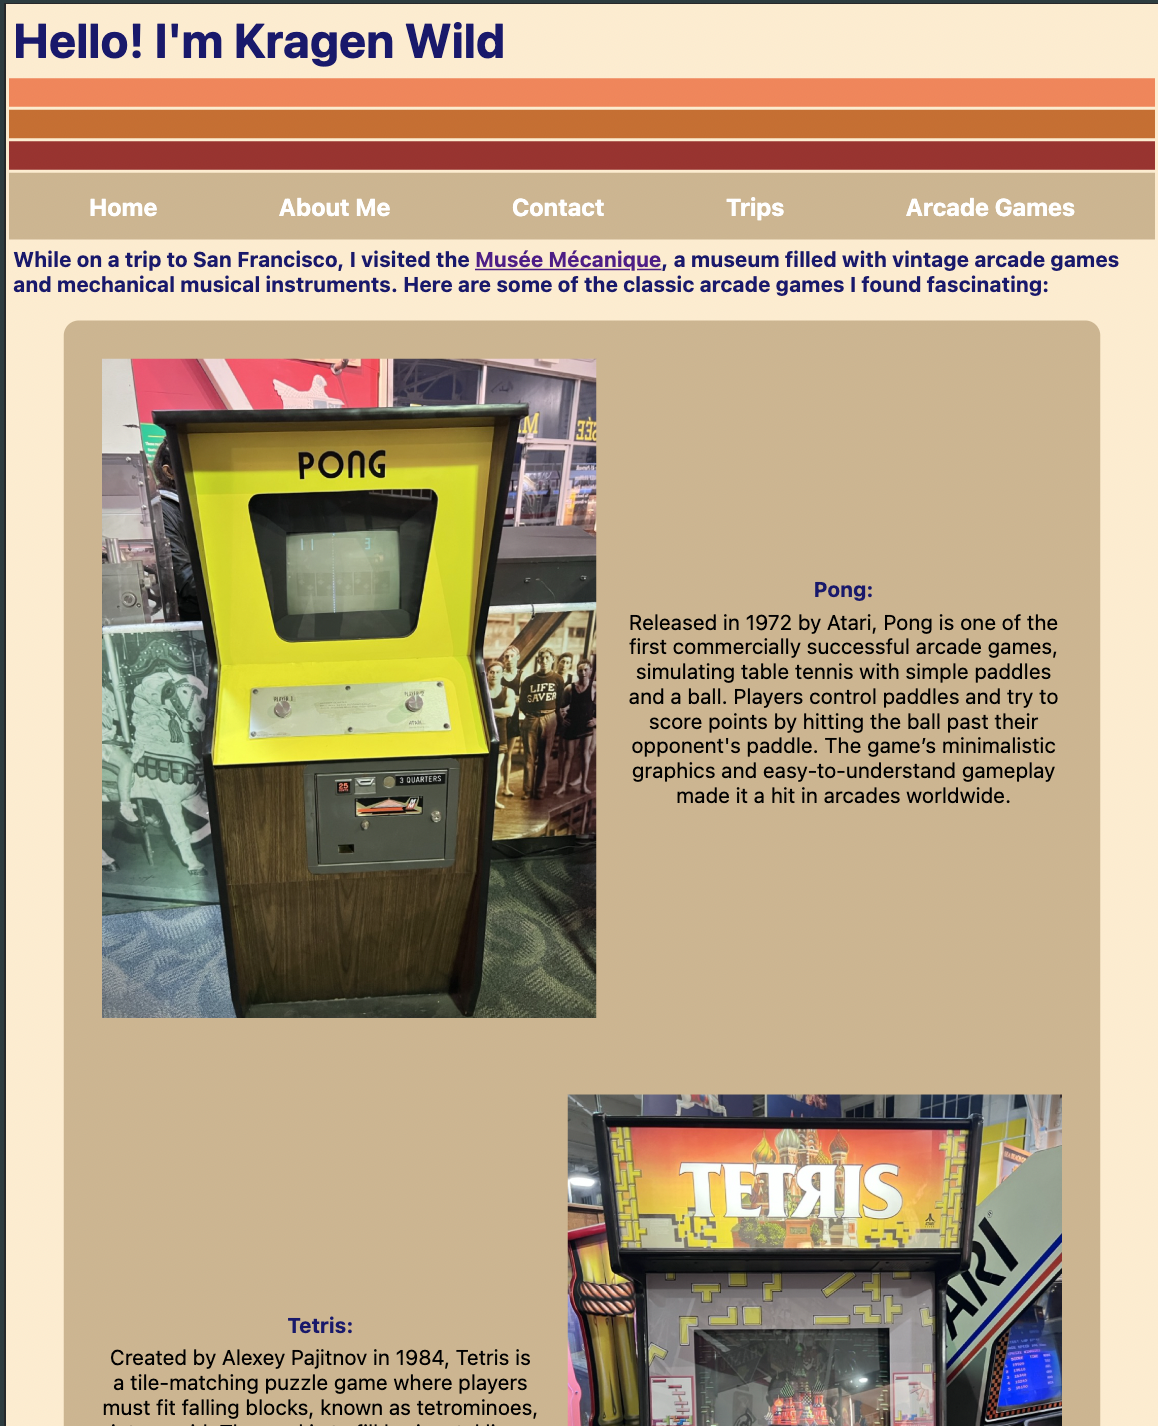 Hello! I'm Kragen Wild
Home About Me Contact Trips Arcade Games
While on a trip to San Francisco, I visited the Musée Mécanique, a museum filled with vintage arcade games
and mechanical musical instruments. Here are some of the classic arcade games I found fascinating:
PONG
11 3
LIFE
SAVER
3 QUARTERS
25
Pong:
Released in 1972 by Atari, Pong is one of the
first commercially successful arcade games,
simulating table tennis with simple paddles
and a ball. Players control paddles and try to
score points by hitting the ball past their
opponent's paddle. The game’s minimalistic
graphics and easy-to-understand gameplay
made it a hit in arcades worldwide.
TETЯIS
ARI
Tetris:
Created by Alexey Pajitnov in 1984, Tetris is
a tile-matching puzzle game where players
must fit falling blocks, known as tetrominoes,